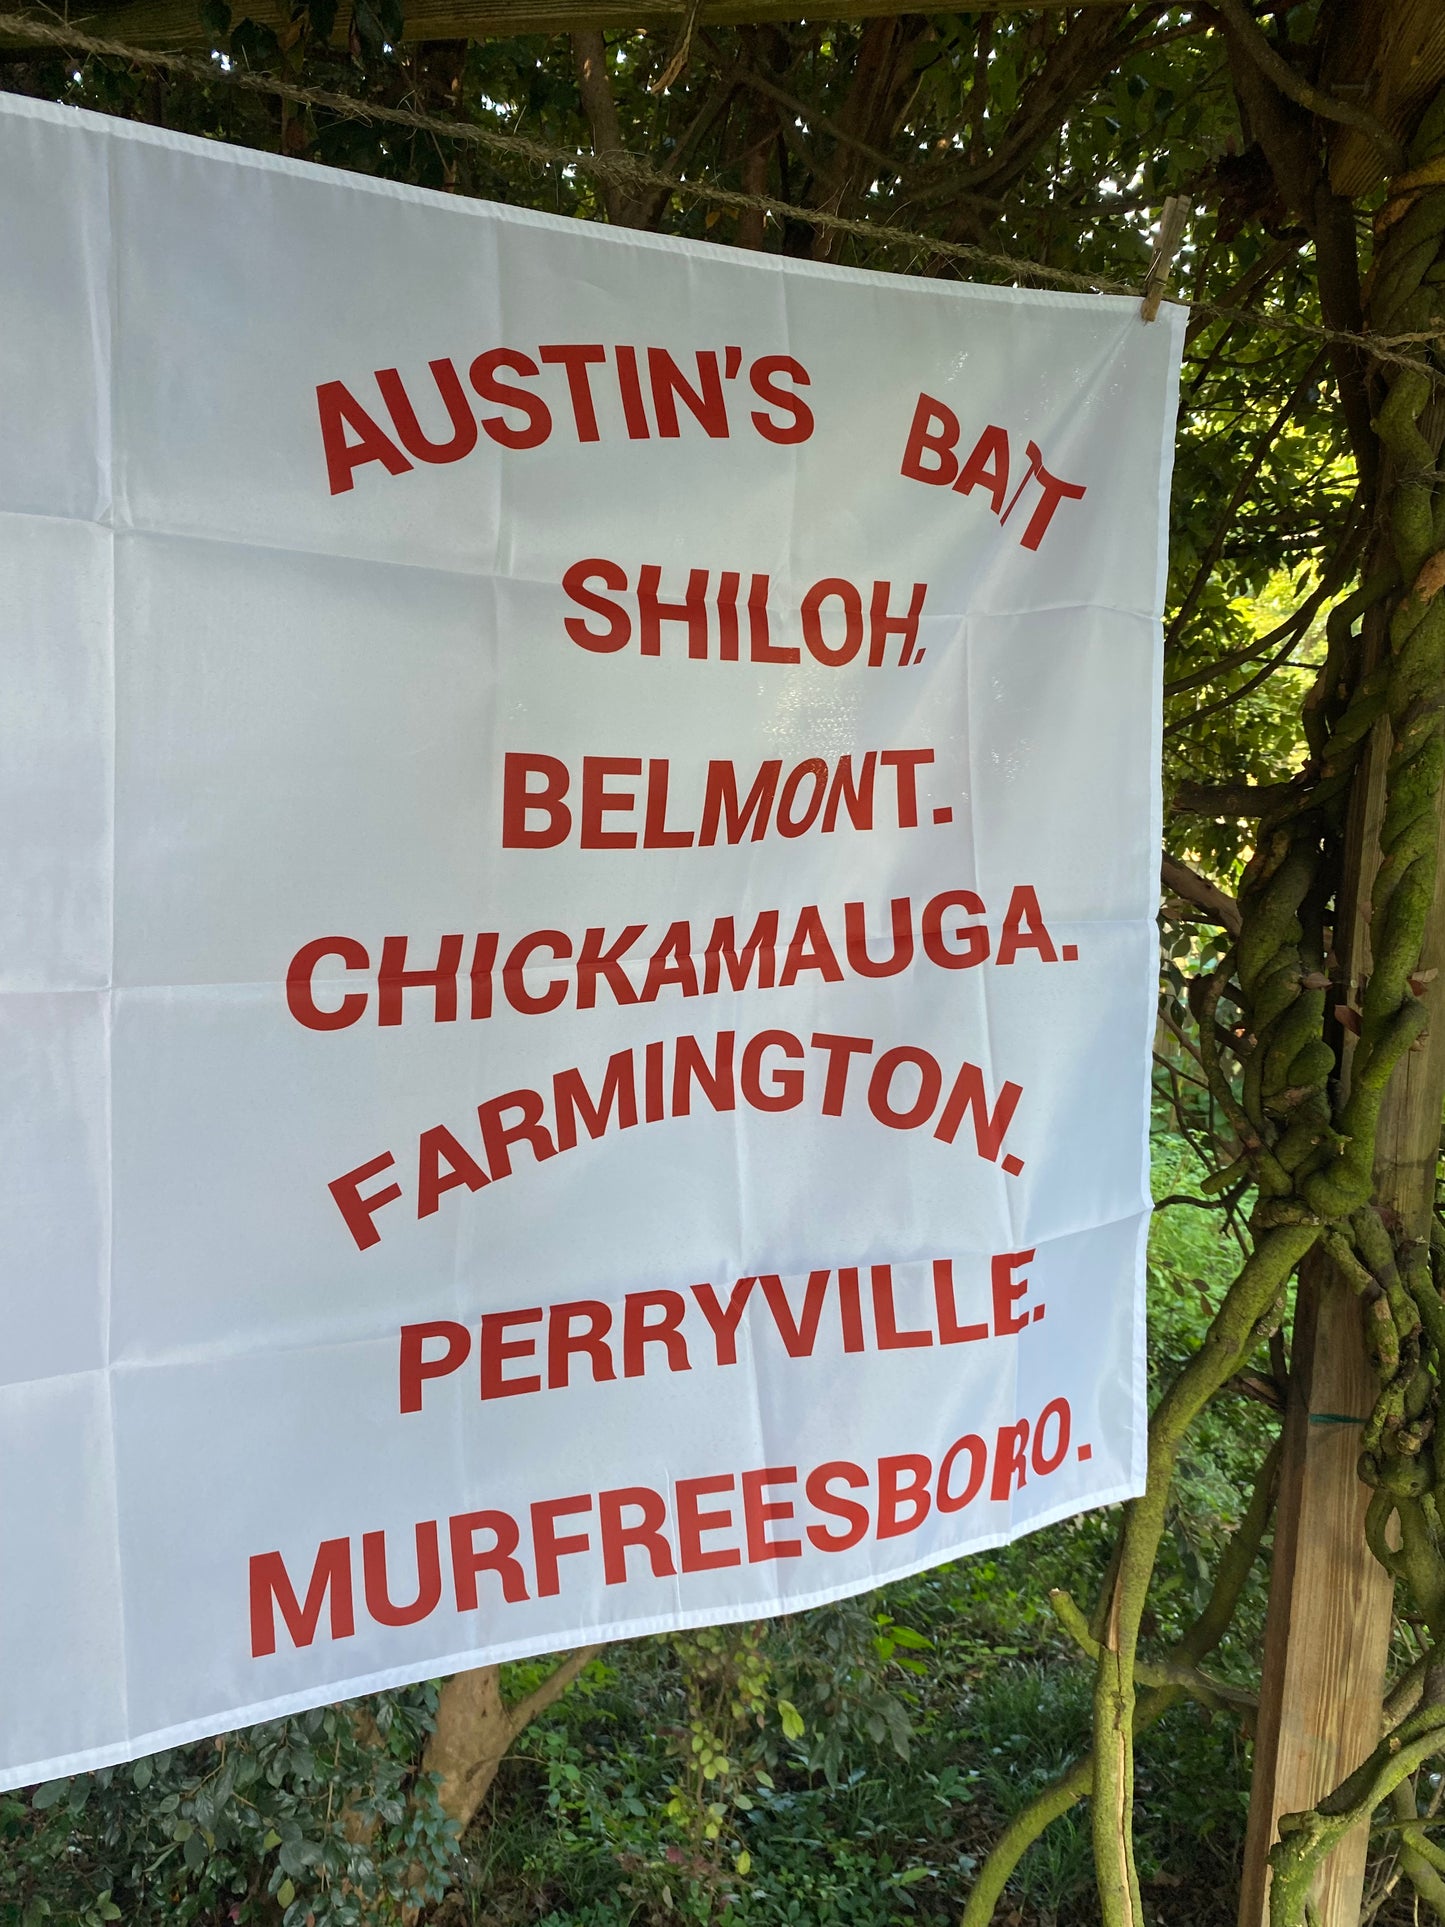 AUSTIN'S BATT
SHILOH.
BELMONT.
CHICKAMAUGA.
FARMINGTON.
PERRYVILLE.
MURFREESBORO.